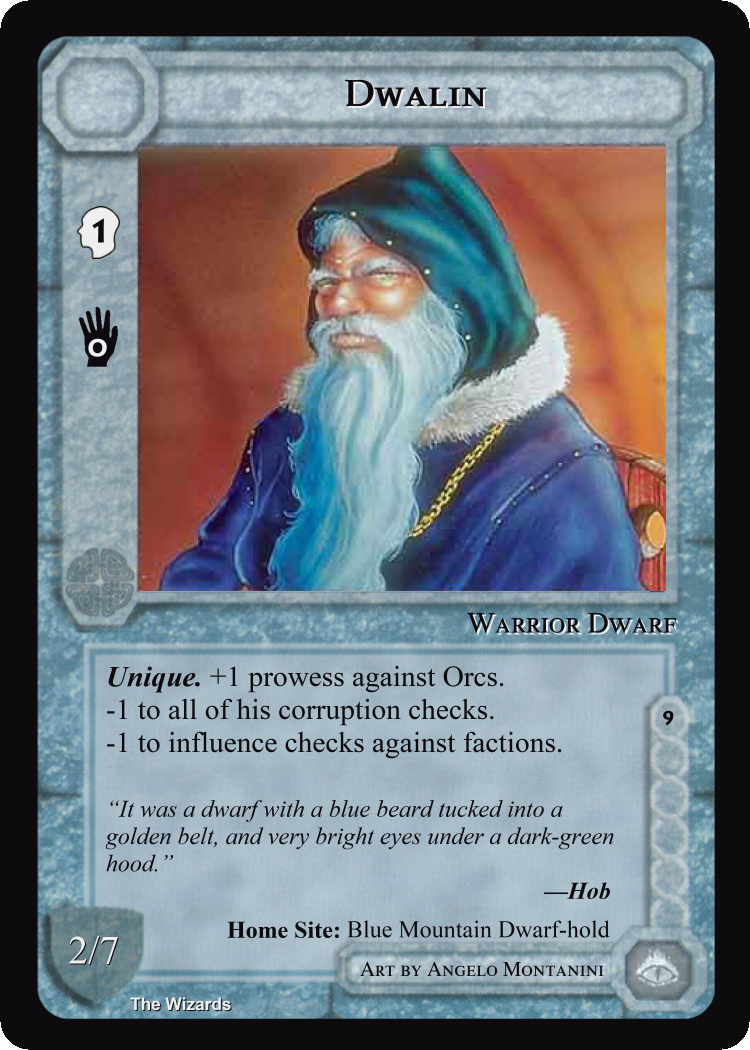 Dwalin
1
0
Warrior Dwarf
Unique. +1 prowess against Orcs.
-1 to all of his corruption checks.
-1 to influence checks against factions.
9
“It was a dwarf with a blue beard tucked into a
golden belt, and very bright eyes under a dark-green
hood.”
—Hob
Home Site: Blue Mountain Dwarf-hold
2/7
Art by Angelo Montanini
The Wizards